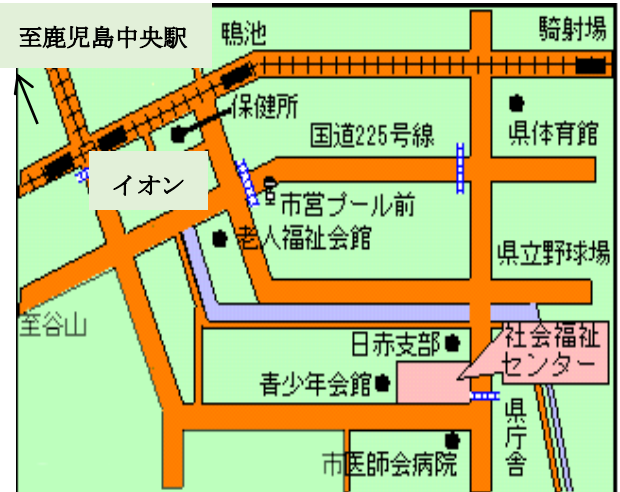 至鹿児島中央駅
鴨池
騎射場
保健所
国道225号線
県体育館
イオン
市営プール前
老人福祉会館
県立野球場
至谷山
日赤支部
社会福祉
センター
青少年会館
県庁舎
市医師会病院